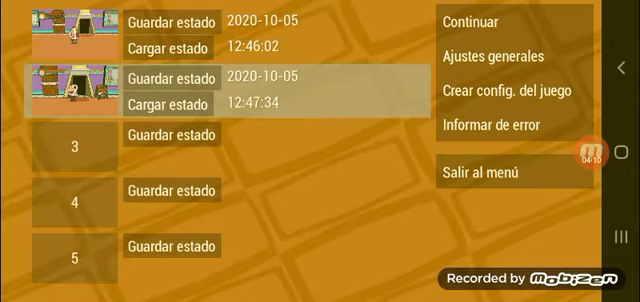 Guardar estado 2020-10-05
Cargar estado 12:46:02
Guardar estado 2020-10-05
Cargar estado 12:47:34
3 Guardar estado
4 Guardar estado
5 Guardar estado
Continuar
Ajustes generales
Crear config. del juego
Informar de error
Salir al menú
04:10
Recorded by Mobizen